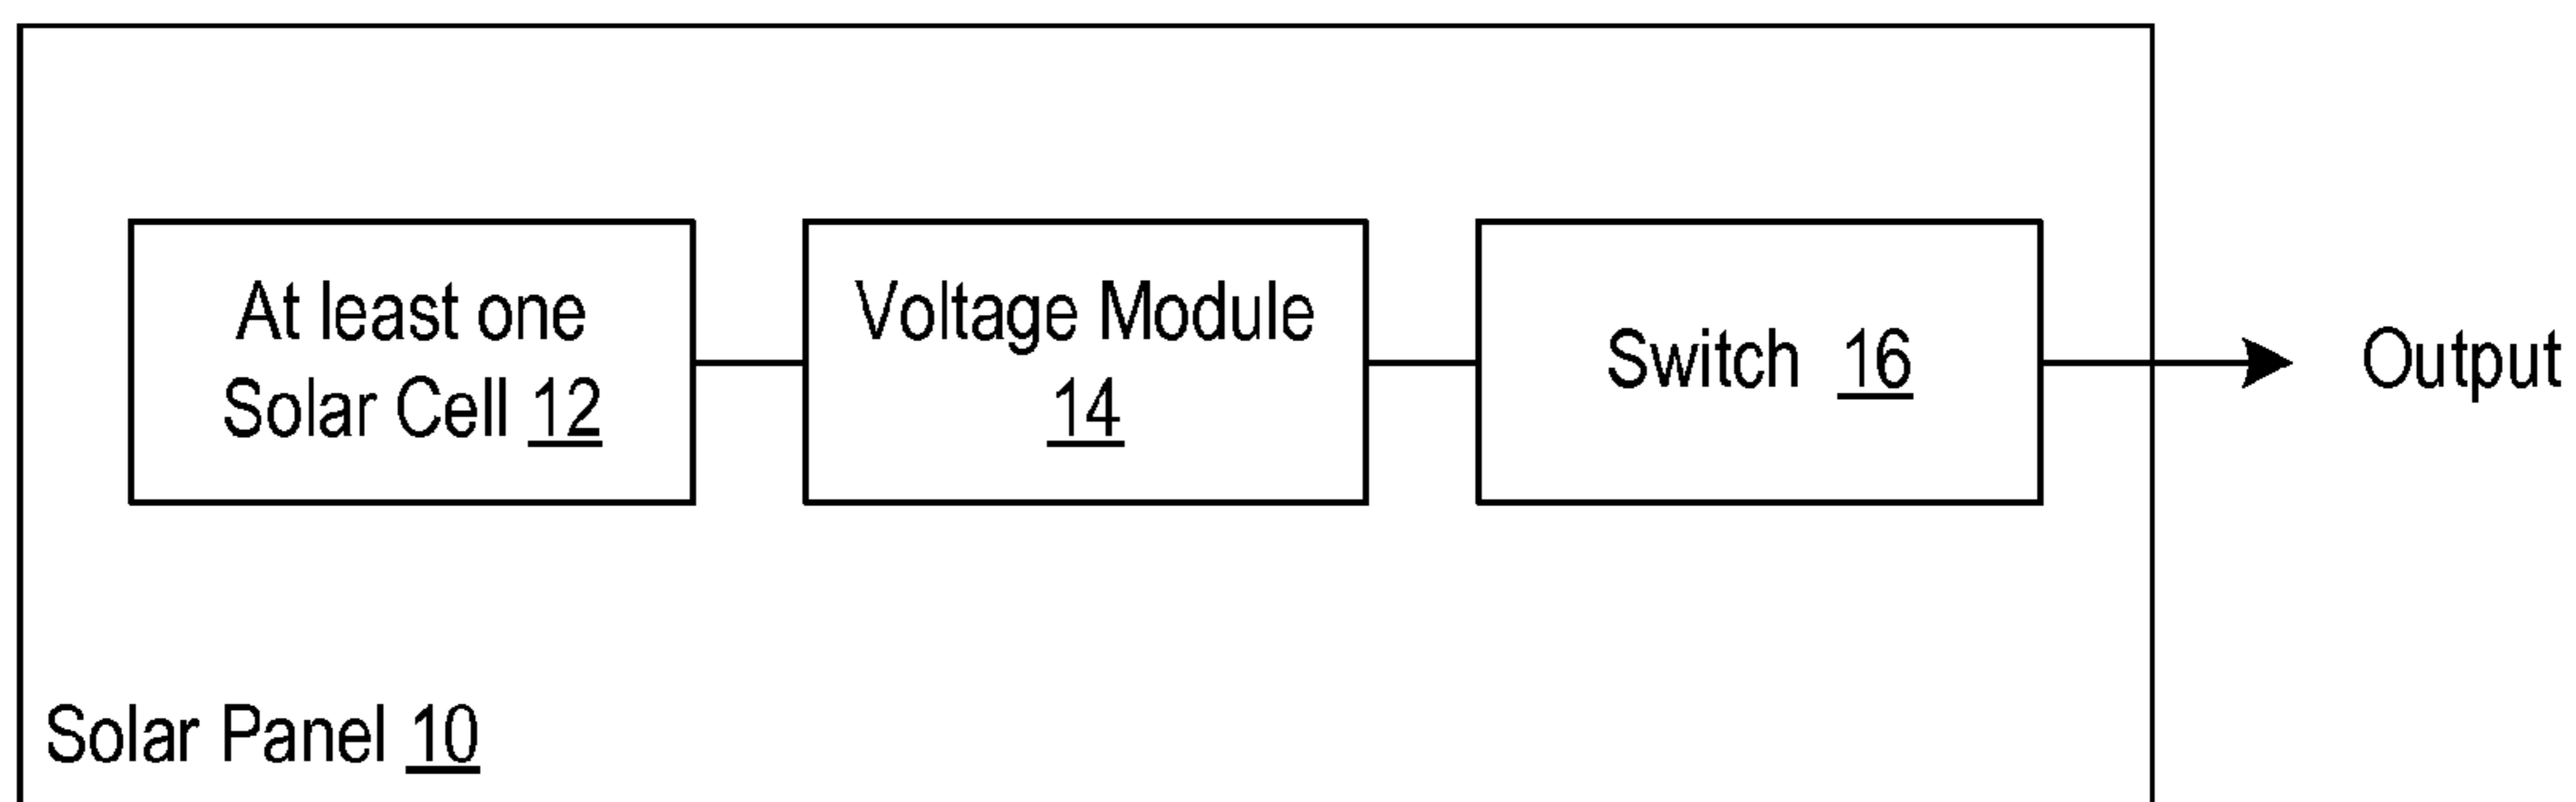 At least one
Solar Cell 12
Voltage Module
14
Switch 16
Output
Solar Panel 10